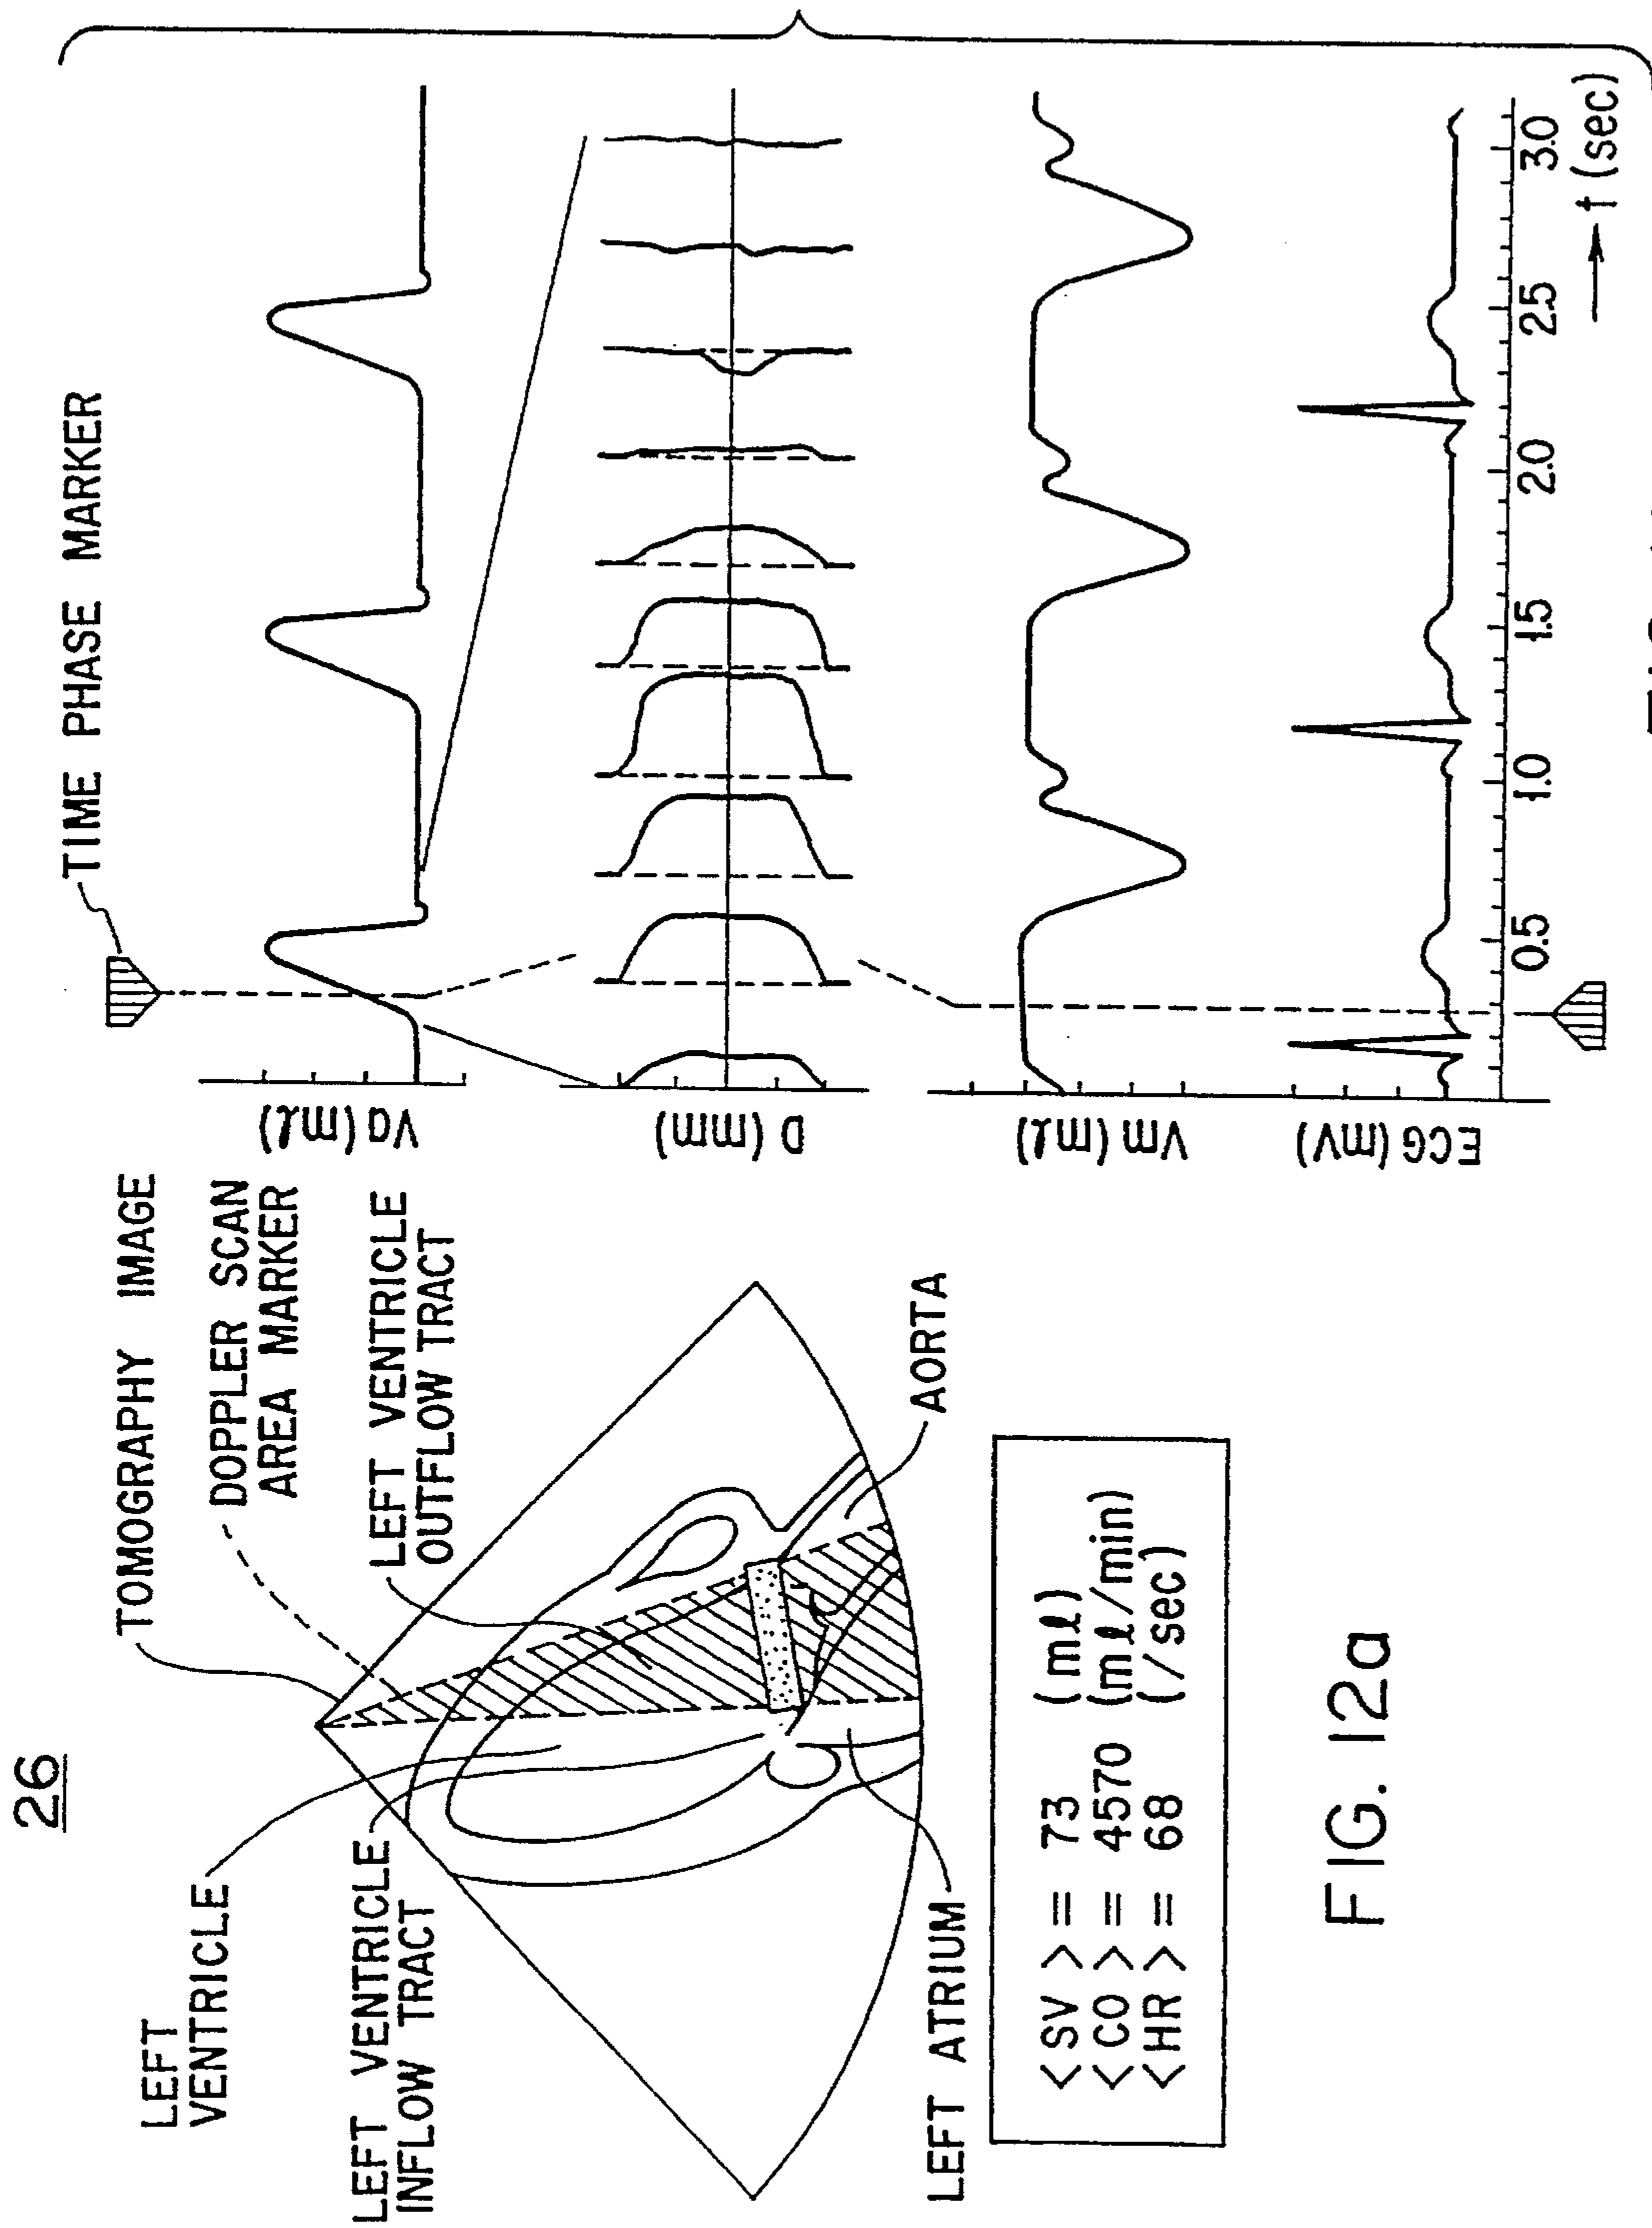 26
TOMOGRAPHY IMAGE
DOPPLER SCAN
AREA MARKER
LEFT VENTRICLE
OUTFLOW TRACT
LEFT
VENTRICLE
LEFT VENTRICLE
INFLOW TRACT
LEFT ATRIUM
AORTA
<SV> = 73 (mℓ)
<CO> = 4570 (mℓ/min)
<HR> = 68 (/sec)
FIG. 12a
TIME PHASE MARKER
Va (mℓ)
D (mm)
Vm (mℓ)
ECG (mV)
0.5 1.0 1.5 2.0 2.5 3.0
→ t (sec)